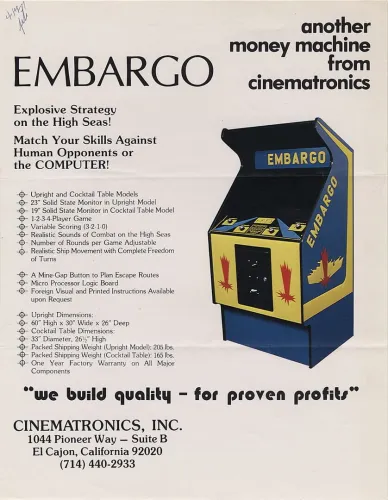 another
money machine
from
cinematronics
EMBARGO
Explosive Strategy
on the High Seas!
Match Your Skills Against
Human Opponents or
the COMPUTER!
EMBARGO
EMBARGO
Upright and Cocktail Table Models
23" Solid State Monitor in Upright Model
19" Solid State Monitor in Cocktail Table Model
1-2-3-4-Player Game
Variable Scoring (3-2-1-0)
Realistic Sounds of Combat on the High Seas
Number of Rounds per Game Adjustable
Realistic Ship Movement with Complete Freedom
of Turns
A Mine-Gap Button to Plan Escape Routes
Micro Processor Logic Board
Foreign Visual and Printed Instructions Available
upon Request
Upright Dimensions:
60" High x 30" Wide x 26" Deep
Cocktail Table Dimensions:
33" Diameter, 26½" High
Packed Shipping Weight (Upright Model): 205 lbs.
Packed Shipping Weight (Cocktail Table): 165 lbs.
One Year Factory Warranty on All Major
Components
"we build quality – for proven profits"
CINEMATRONICS, INC.
1044 Pioneer Way — Suite B
El Cajon, California 92020
(714) 440-2933